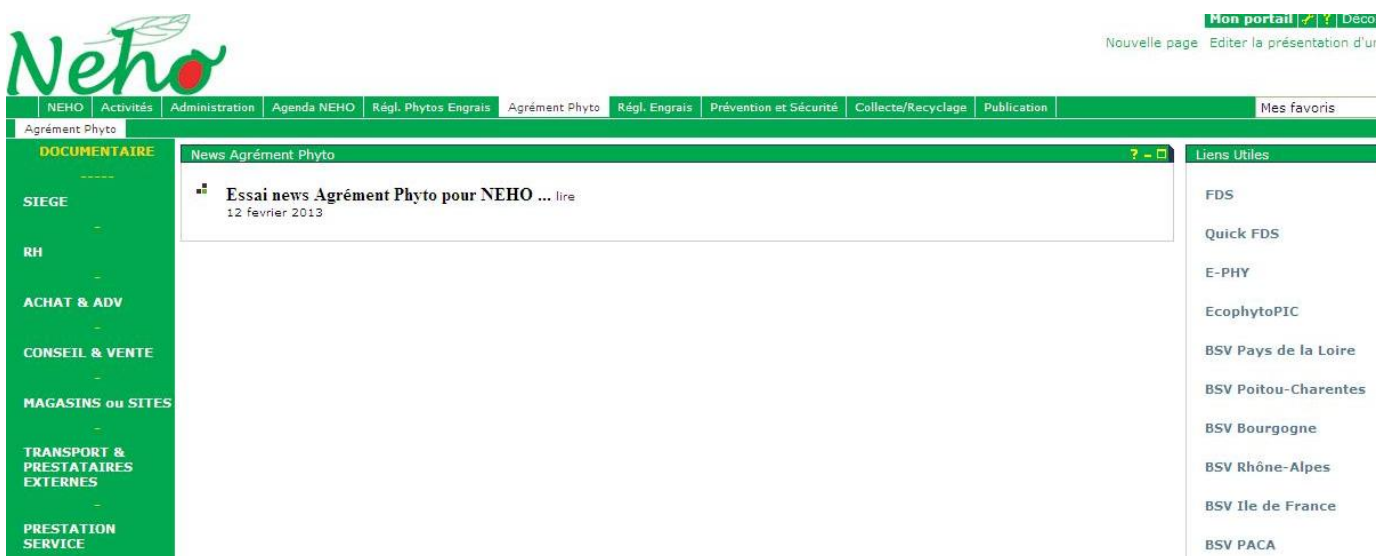 Neho
Mon portail ? Déco
Nouvelle page Editer la présentation d'un
NEHO Activités Administration Agenda NEHO Régl. Phytos Engrais Agrément Phyto Régl. Engrais Prévention et Sécurité Collecte/Recyclage Publication Mes favoris
Agrément Phyto
DOCUMENTAIRE
-----
SIEGE
-
RH
-
ACHAT & ADV
-
CONSEIL & VENTE
-
MAGASINS ou SITES
-
TRANSPORT &
PRESTATAIRES
EXTERNES
-
PRESTATION
SERVICE
News Agrément Phyto ? -
Essai news Agrément Phyto pour NEHO ... lire
12 fevrier 2013
Liens Utiles
FDS
Quick FDS
E-PHY
EcophytoPIC
BSV Pays de la Loire
BSV Poitou-Charentes
BSV Bourgogne
BSV Rhône-Alpes
BSV Ile de France
BSV PACA